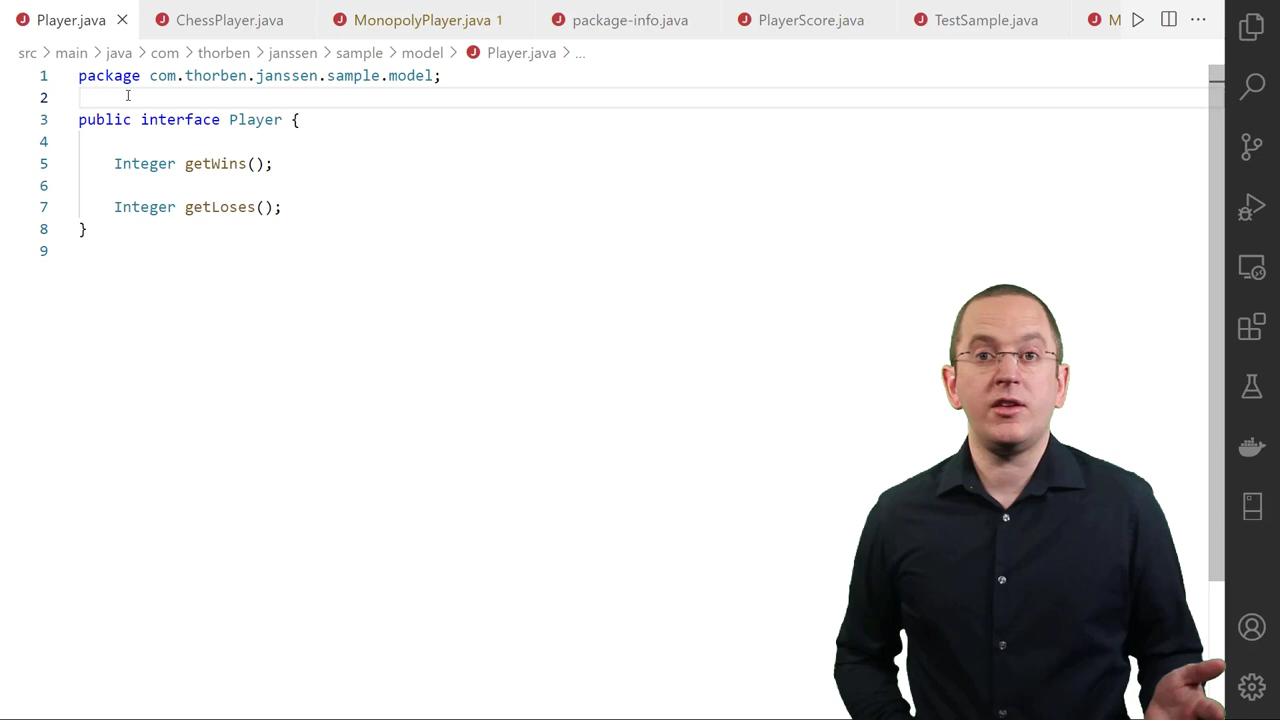 Player.java
ChessPlayer.java
MonopolyPlayer.java 1
package-info.java
PlayerScore.java
TestSample.java
M
src > main > java > com > thorben > janssen > sample > model > Player.java > ...
1 package com.thorben.janssen.sample.model;
2
3 public interface Player {
4
5 Integer getWins();
6
7 Integer getLoses();
8 }
9